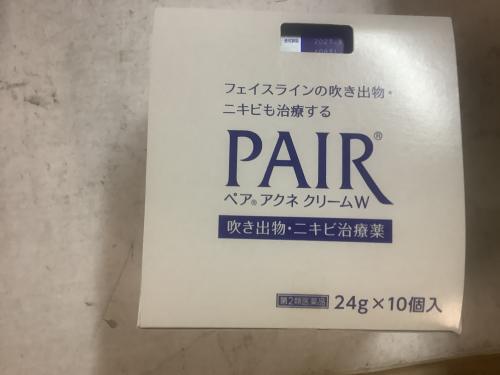 フェイスラインの吹き出物・
ニキビも治療する
PAIR®
ペア® アクネ クリームW
吹き出物・ニキビ治療薬
第2類医薬品 24g×10個入